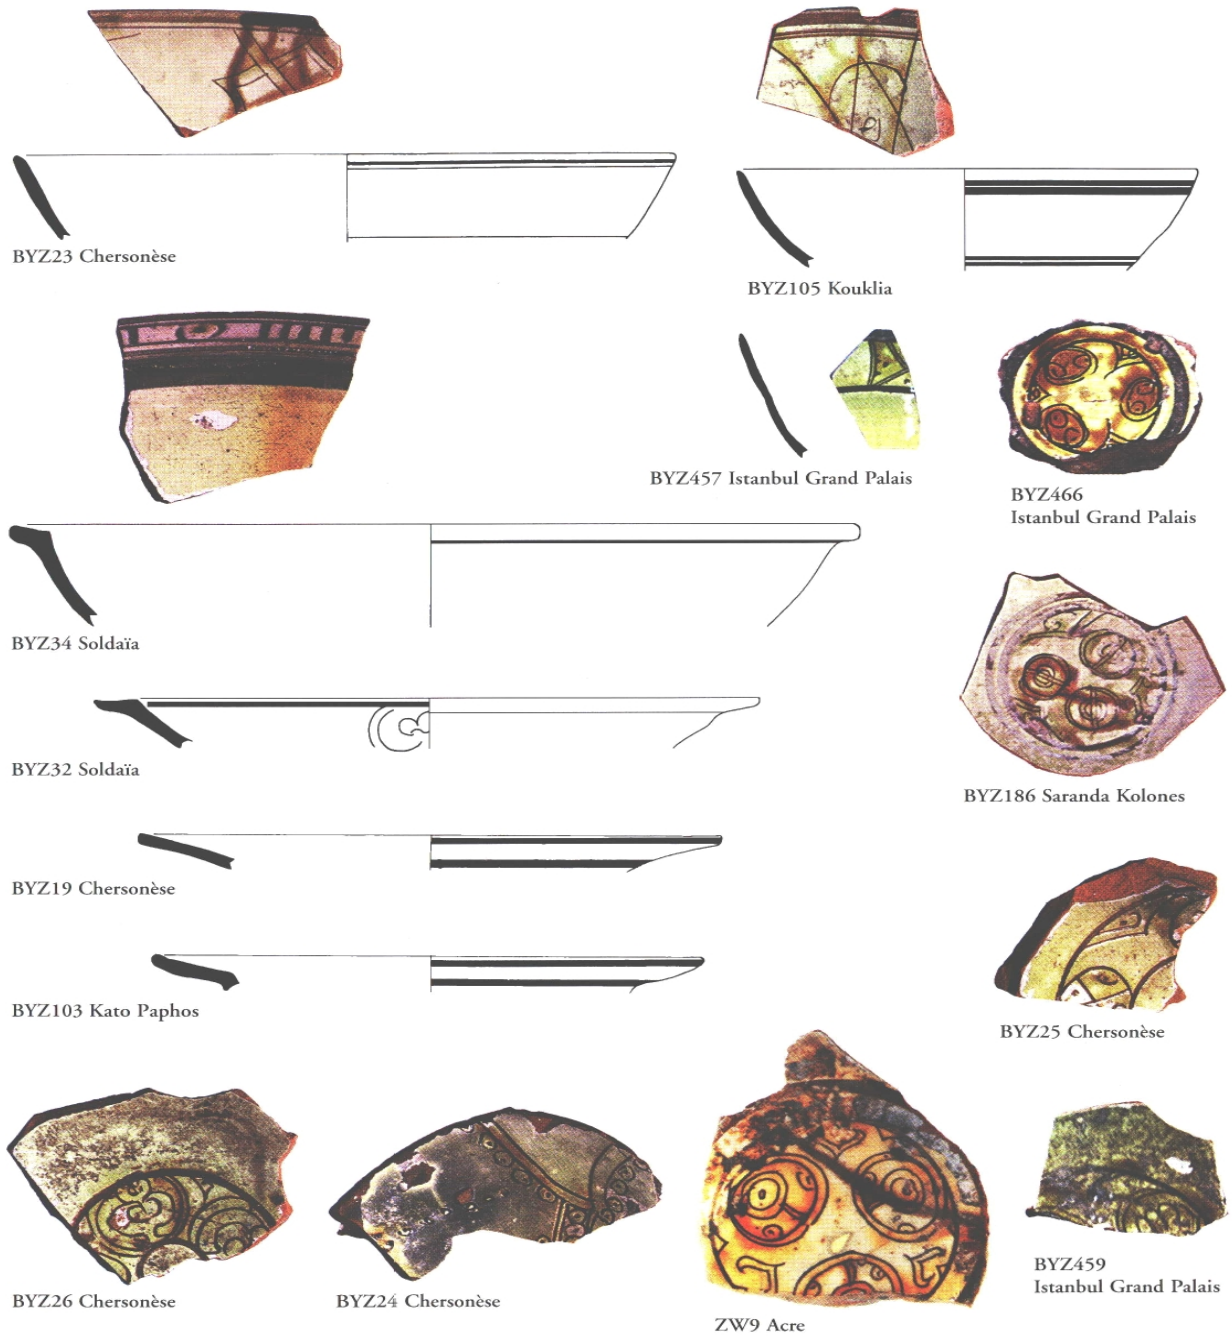 BYZ23 Chersonèse
BYZ105 Kouklia
BYZ457 Istanbul Grand Palais
BYZ466
Istanbul Grand Palais
BYZ34 Soldaïa
BYZ32 Soldaïa
BYZ186 Saranda Kolones
BYZ19 Chersonèse
BYZ103 Kato Paphos
BYZ25 Chersonèse
BYZ26 Chersonèse
BYZ24 Chersonèse
ZW9 Acre
BYZ459
Istanbul Grand Palais